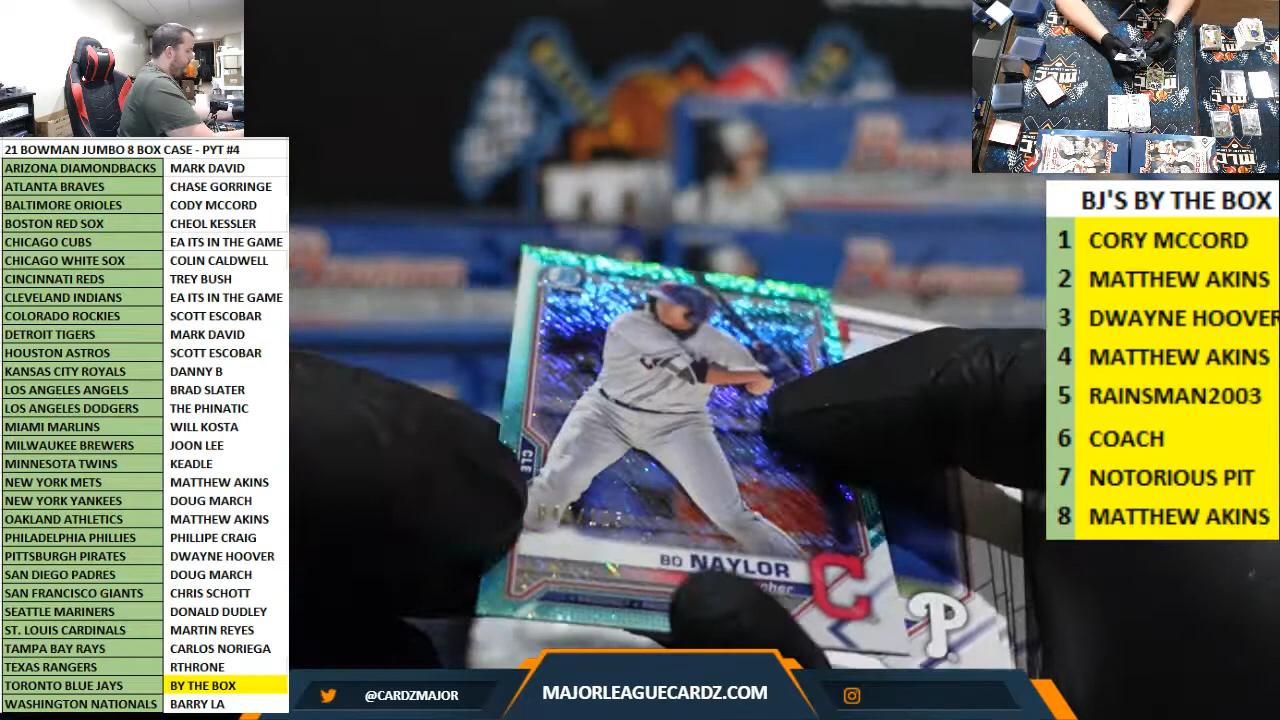 21 BOWMAN JUMBO 8 BOX CASE - PYT #4
ARIZONA DIAMONDBACKS MARK DAVID
ATLANTA BRAVES CHASE GORRINGE
BALTIMORE ORIOLES CODY MCCORD
BOSTON RED SOX CHEOL KESSLER
CHICAGO CUBS EA ITS IN THE GAME
CHICAGO WHITE SOX COLIN CALDWELL
CINCINNATI REDS TREY BUSH
CLEVELAND INDIANS EA ITS IN THE GAME
COLORADO ROCKIES SCOTT ESCOBAR
DETROIT TIGERS MARK DAVID
HOUSTON ASTROS SCOTT ESCOBAR
KANSAS CITY ROYALS DANNY B
LOS ANGELES ANGELS BRAD SLATER
LOS ANGELES DODGERS THE PHINATIC
MIAMI MARLINS WILL KOSTA
MILWAUKEE BREWERS JOON LEE
MINNESOTA TWINS KEADLE
NEW YORK METS MATTHEW AKINS
NEW YORK YANKEES DOUG MARCH
OAKLAND ATHLETICS MATTHEW AKINS
PHILADELPHIA PHILLIES PHILLIPE CRAIG
PITTSBURGH PIRATES DWAYNE HOOVER
SAN DIEGO PADRES DOUG MARCH
SAN FRANCISCO GIANTS CHRIS SCHOTT
SEATTLE MARINERS DONALD DUDLEY
ST. LOUIS CARDINALS MARTIN REYES
TAMPA BAY RAYS CARLOS NORIEGA
TEXAS RANGERS RTHRONE
TORONTO BLUE JAYS BY THE BOX
WASHINGTON NATIONALS BARRY LA
CLE
BO NAYLOR
C
P
@CARDZMAJOR
MAJORLEAGUECARDZ.COM
BJ'S BY THE BOX
1 CORY MCCORD
2 MATTHEW AKINS
3 DWAYNE HOOVER
4 MATTHEW AKINS
5 RAINSMAN2003
6 COACH
7 NOTORIOUS PIT
8 MATTHEW AKINS